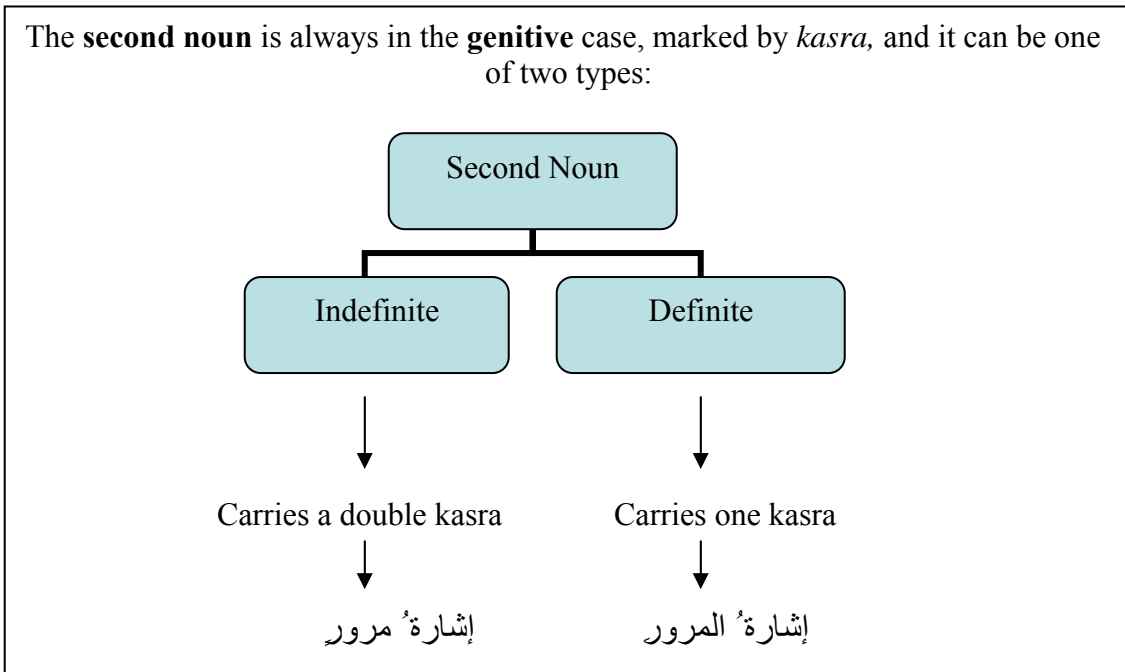 The second noun is always in the genitive case, marked by kasra, and it can be one
of two types:
Second Noun
Indefinite
Definite
Carries a double kasra
Carries one kasra
إشارةُ مرورٍ
إشارةُ المرورِ